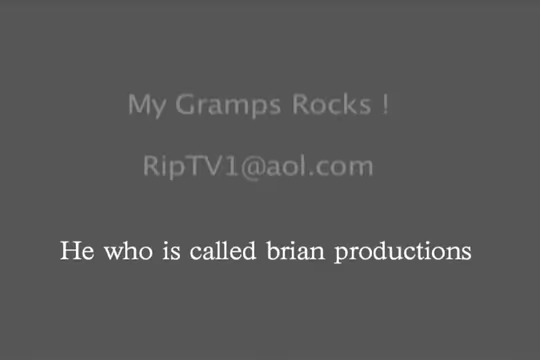 My Gramps Rocks !
RipTV1@aol.com
He who is called brian productions